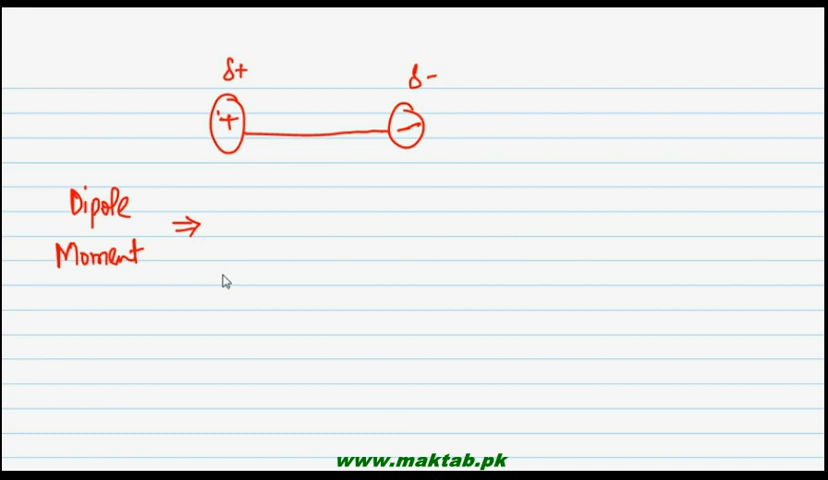 δ+ δ-
+ -
Dipole
⇒
Moment
www.maktab.pk